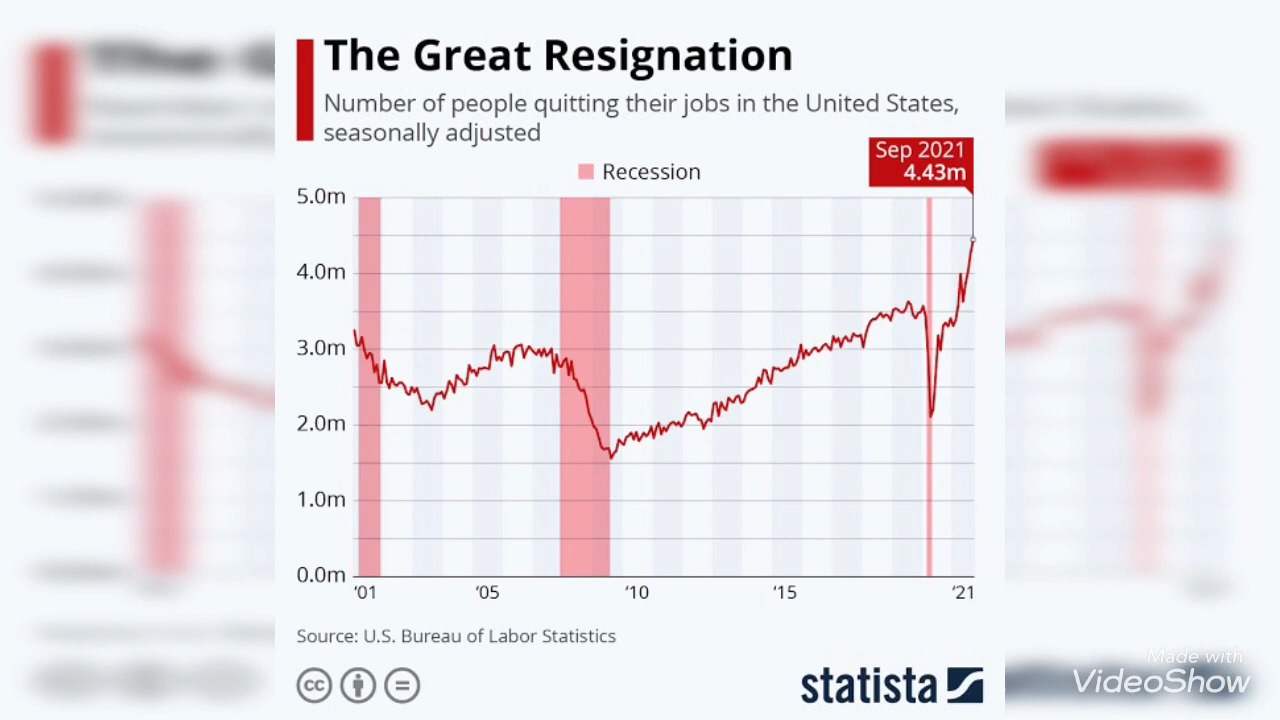 The Great Resignation
Number of people quitting their jobs in the United States,
seasonally adjusted
Sep 2021
4.43m
Recession
5.0m
4.0m
3.0m
2.0m
1.0m
0.0m
‘01 ‘05 ‘10 ‘15 ‘21
Source: U.S. Bureau of Labor Statistics
cc
statista
Made with
VideoShow